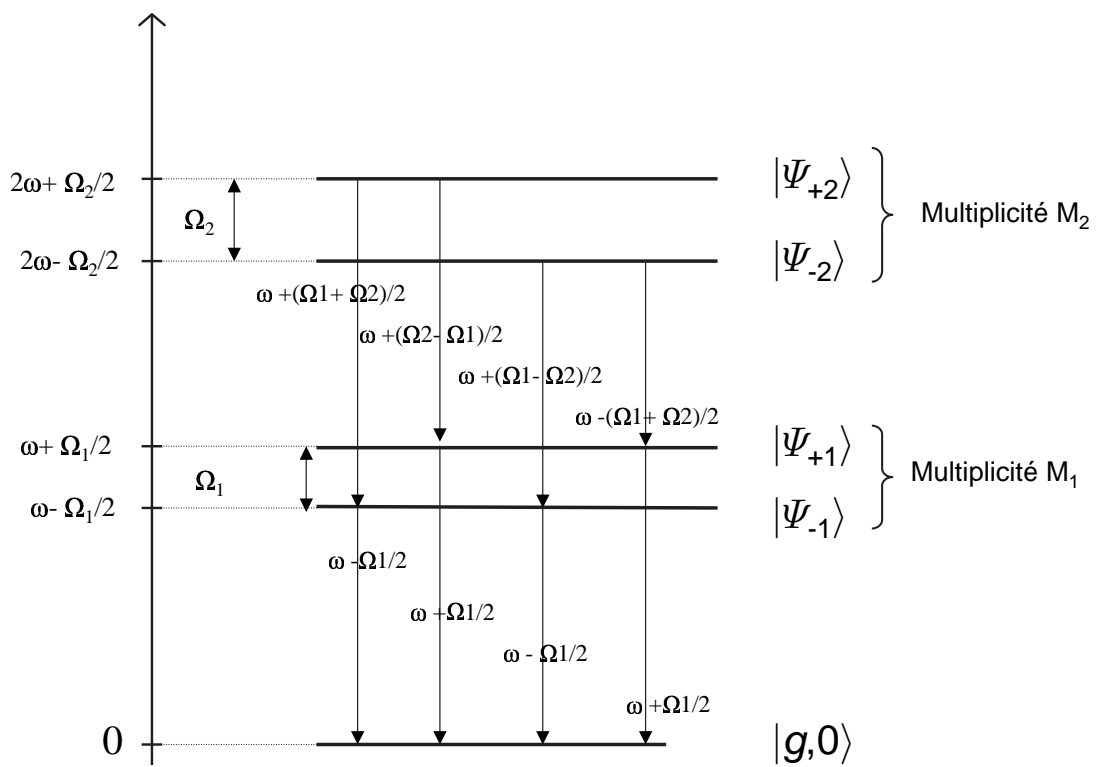 2ω+ Ω₂/2
|Ψ₊₂⟩
Ω₂
Multiplicité M₂
2ω- Ω₂/2
|Ψ₋₂⟩
ω +(Ω1+ Ω2)/2
ω +(Ω2- Ω1)/2
ω +(Ω1- Ω2)/2
ω -(Ω1+ Ω2)/2
ω+ Ω₁/2
|Ψ₊₁⟩
Ω₁
Multiplicité M₁
ω- Ω₁/2
|Ψ₋₁⟩
ω -Ω1/2
ω +Ω1/2
ω - Ω1/2
ω +Ω1/2
0
|g,0⟩